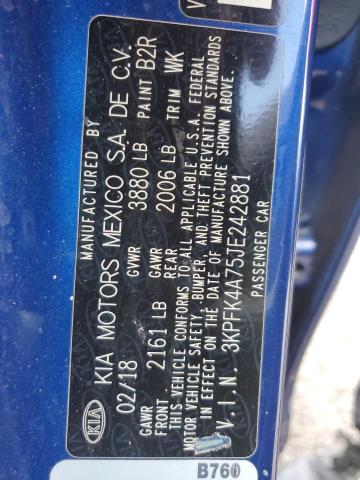 MANUFACTURED BY
KIA KIA MOTORS MEXICO S.A. DE C.V.
02/18 GVWR 3880 LB PAINT B2R
GAWR FRONT 2161 LB GAWR REAR 2006 LB TRIM WK
THIS VEHICLE CONFORMS TO ALL APPLICABLE U.S.A. FEDERAL
MOTOR VEHICLE SAFETY, BUMPER, AND THEFT PREVENTION STANDARDS
IN EFFECT ON THE DATE OF MANUFACTURE SHOWN ABOVE.
V.I.N. 3KPFK4A75JE242881
PASSENGER CAR
B760
V